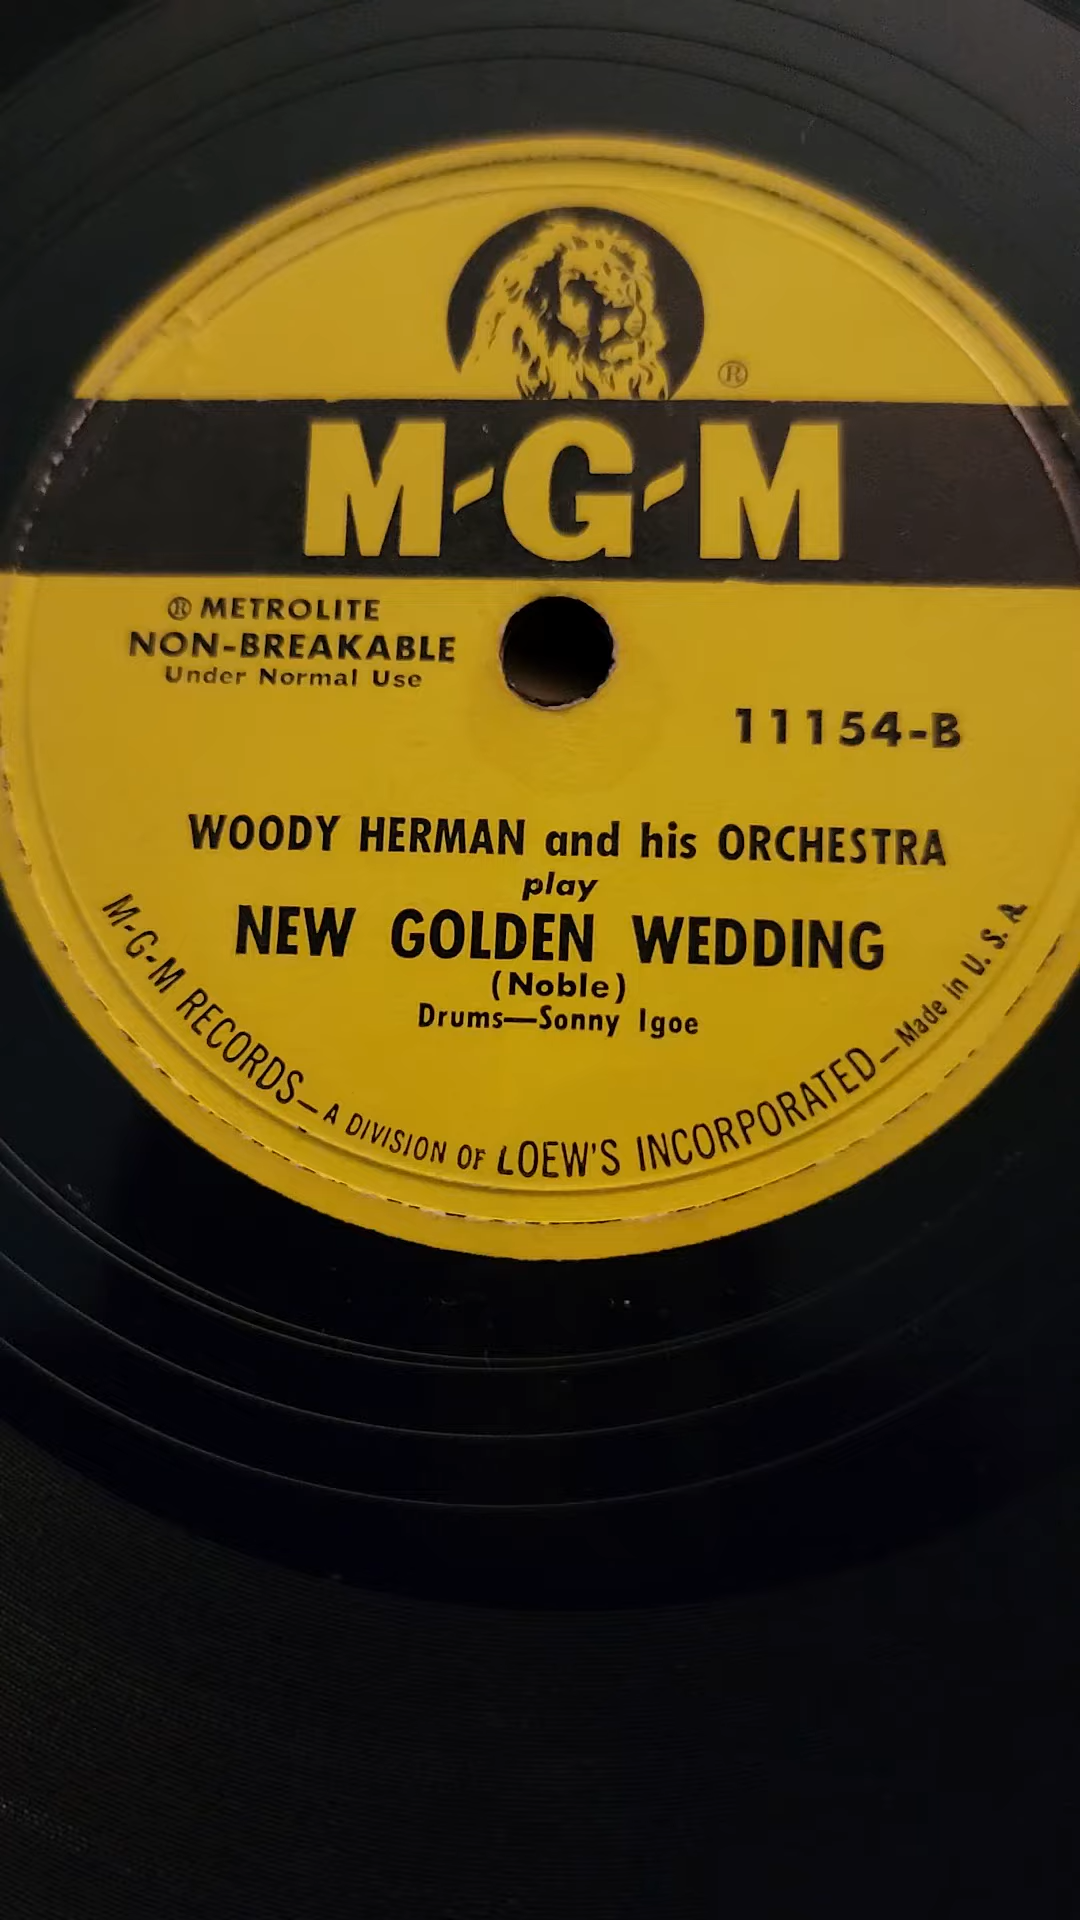 ®
M-G-M
® METROLITE
NON-BREAKABLE
Under Normal Use
11154-B
WOODY HERMAN and his ORCHESTRA
play
NEW GOLDEN WEDDING
(Noble)
Drums—Sonny Igoe
M-G-M RECORDS—A DIVISION OF LOEW'S INCORPORATED—Made in U. S. A.